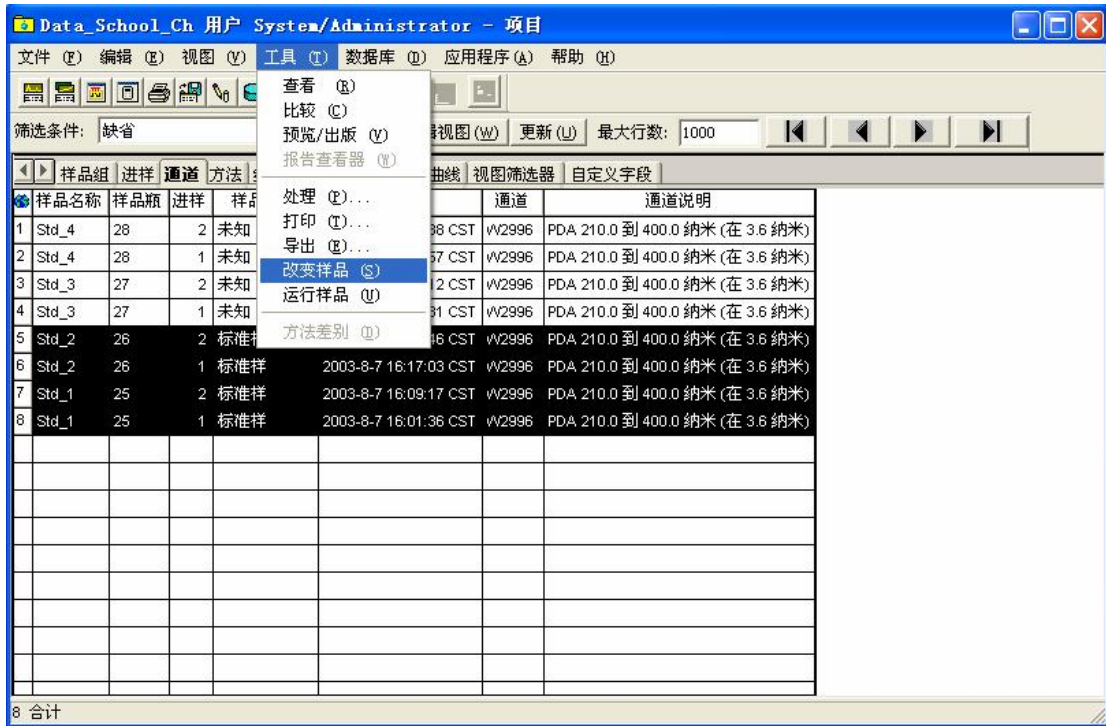 Data_School_Ch 用户 System/Administrator - 项目
文件 (F) 编辑 (E) 视图 (V) 工具 (T) 数据库 (D) 应用程序(A) 帮助 (H)
筛选条件: 缺省 视图(W) 更新(U) 最大行数: 1000
样品组 进样 通道 方法 曲线 视图筛选器 自定义字段
查看 (R)
比较 (C)
预览/出版 (V)
报告查看器 (W)
处理 (P)...
打印 (T)...
导出 (E)...
改变样品 (S)
运行样品 (U)
方法差别 (D)
样品名称 样品瓶 进样 样 通道 通道说明
1 Std_4 28 2 未知 38 CST W2996 PDA 210.0 到 400.0 纳米 (在 3.6 纳米)
2 Std_4 28 1 未知 57 CST W2996 PDA 210.0 到 400.0 纳米 (在 3.6 纳米)
3 Std_3 27 2 未知 12 CST W2996 PDA 210.0 到 400.0 纳米 (在 3.6 纳米)
4 Std_3 27 1 未知 31 CST W2996 PDA 210.0 到 400.0 纳米 (在 3.6 纳米)
5 Std_2 26 2 标准 46 CST W2996 PDA 210.0 到 400.0 纳米 (在 3.6 纳米)
6 Std_2 26 1 标准样 2003-8-7 16:17:03 CST W2996 PDA 210.0 到 400.0 纳米 (在 3.6 纳米)
7 Std_1 25 2 标准样 2003-8-7 16:09:17 CST W2996 PDA 210.0 到 400.0 纳米 (在 3.6 纳米)
8 Std_1 25 1 标准样 2003-8-7 16:01:36 CST W2996 PDA 210.0 到 400.0 纳米 (在 3.6 纳米)
8 合计